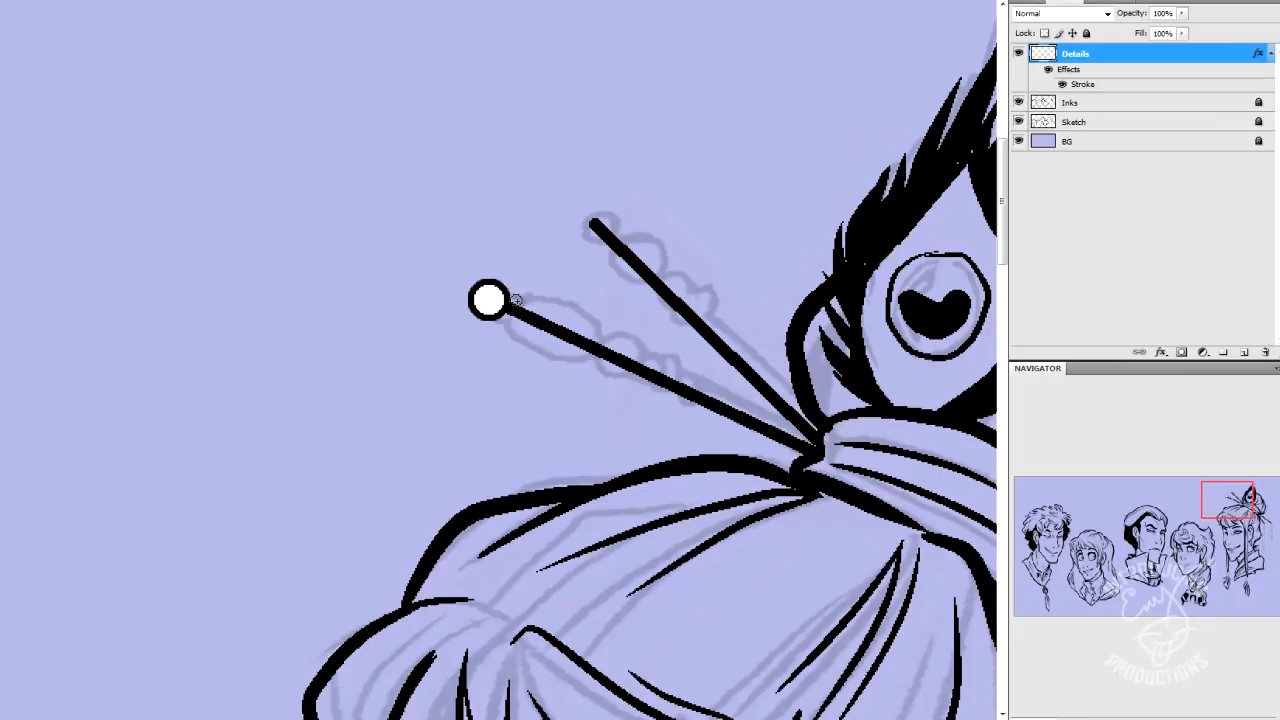 Normal Opacity: 100%
Lock: Fill: 100%
Details
Effects
Stroke
Inks
Sketch
BG
NAVIGATOR
PRODUCTIONS